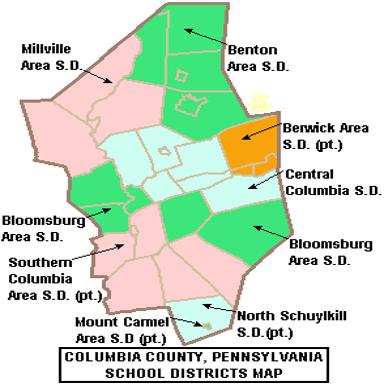 Millville
Area S.D.
Benton
Area S.D.
Berwick Area
S.D. (pt.)
Central
Columbia S.D.
Bloomsburg
Area S.D.
Bloomsburg
Area S.D.
Southern
Columbia
Area S.D. (pt.)
North Schuylkill
S.D.(pt.)
Mount Carmel
Area S.D (pt.)
COLUMBIA COUNTY, PENNSYLVANIA
SCHOOL DISTRICTS MAP